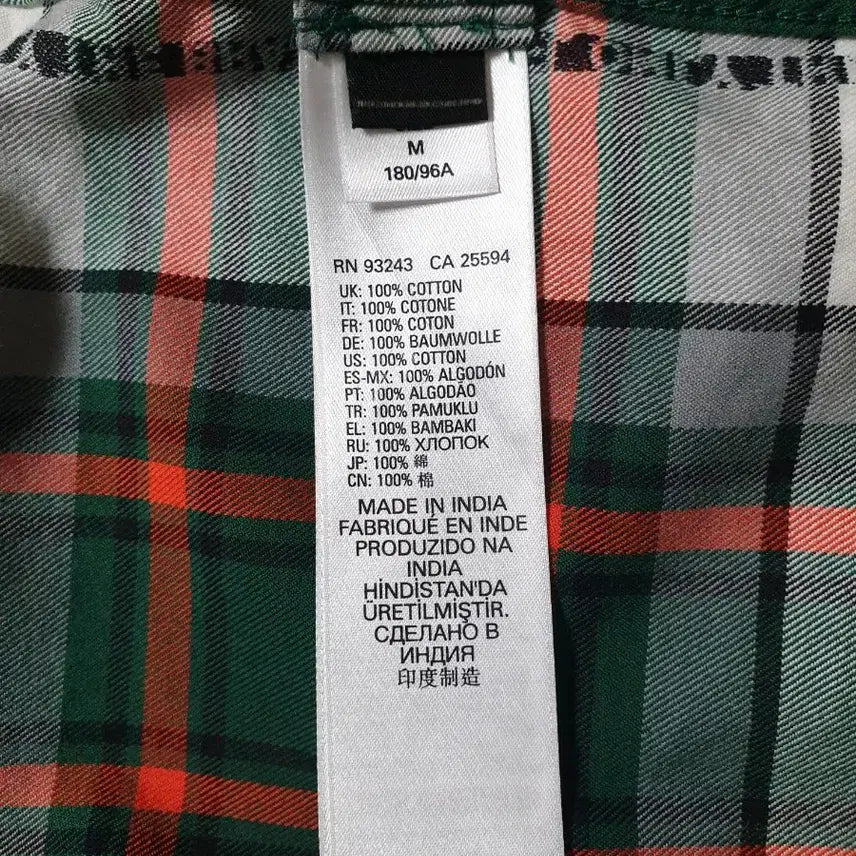 M
180/96A
RN 93243 CA 25594
UK: 100% COTTON
IT: 100% COTONE
FR: 100% COTON
DE: 100% BAUMWOLLE
US: 100% COTTON
ES-MX: 100% ALGODÓN
PT: 100% ALGODÃO
TR: 100% PAMUKLU
EL: 100% BAMBAKI
RU: 100% ХЛОПОК
JP: 100% 綿
CN: 100% 棉
MADE IN INDIA
FABRIQUÉ EN INDE
PRODUZIDO NA
INDIA
HİNDİSTAN'DA
ÜRETİLMİŞTİR.
СДЕЛАНО В
ИНДИЯ
印度制造